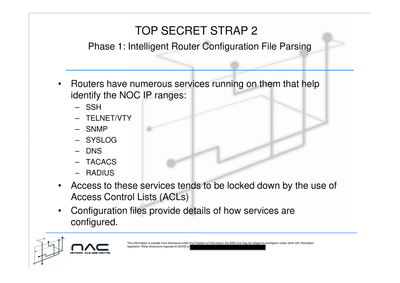 TOP SECRET STRAP 2
Phase 1: Intelligent Router Configuration File Parsing
• Routers have numerous services running on them that help
identify the NOC IP ranges:
– SSH
– TELNET/VTY
– SNMP
– SYSLOG
– DNS
– TACACS
– RADIUS
• Access to these services tends to be locked down by the use of
Access Control Lists (ACLs)
• Configuration files provide details of how services are
configured.
NAC
NETWORK ANALYSIS CENTRE
This information is exempt from disclosure under the Freedom of Information Act 2000 and may be subject to exemption under other UK information
legislation. Refer disclosure requests to GCHQ